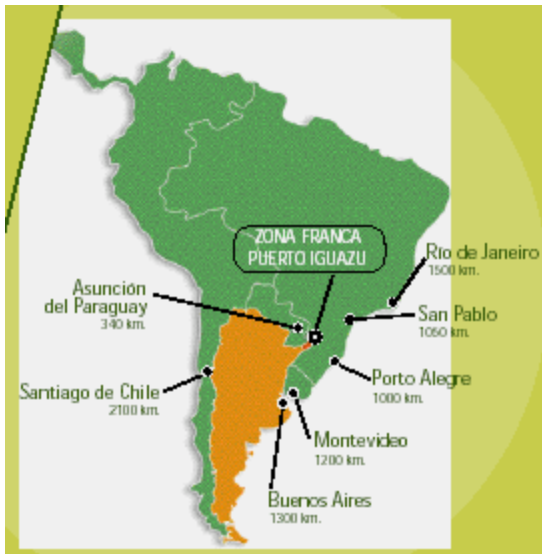 ZONA FRANCA
PUERTO IGUAZU
Río de Janeiro
1500 km.
Asunción
del Paraguay
340 km.
San Pablo
1050 km.
Porto Alegre
1000 km.
Santiago de Chile
2100 km.
Montevideo
1200 km.
Buenos Aires
1300 km.